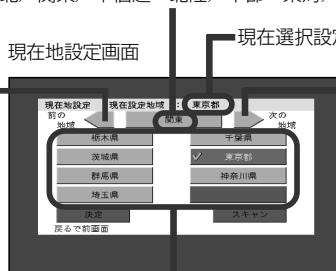 北/関東/甲信越・北陸/中部・東海/
現在選択設定
現在地設定画面
現在地設定 現在設定地域 : 東京都
前の地域 関東 次の地域
栃木県 千葉県
茨城県 ✓ 東京都
群馬県 神奈川県
埼玉県
決定 スキャン
戻るで前画面